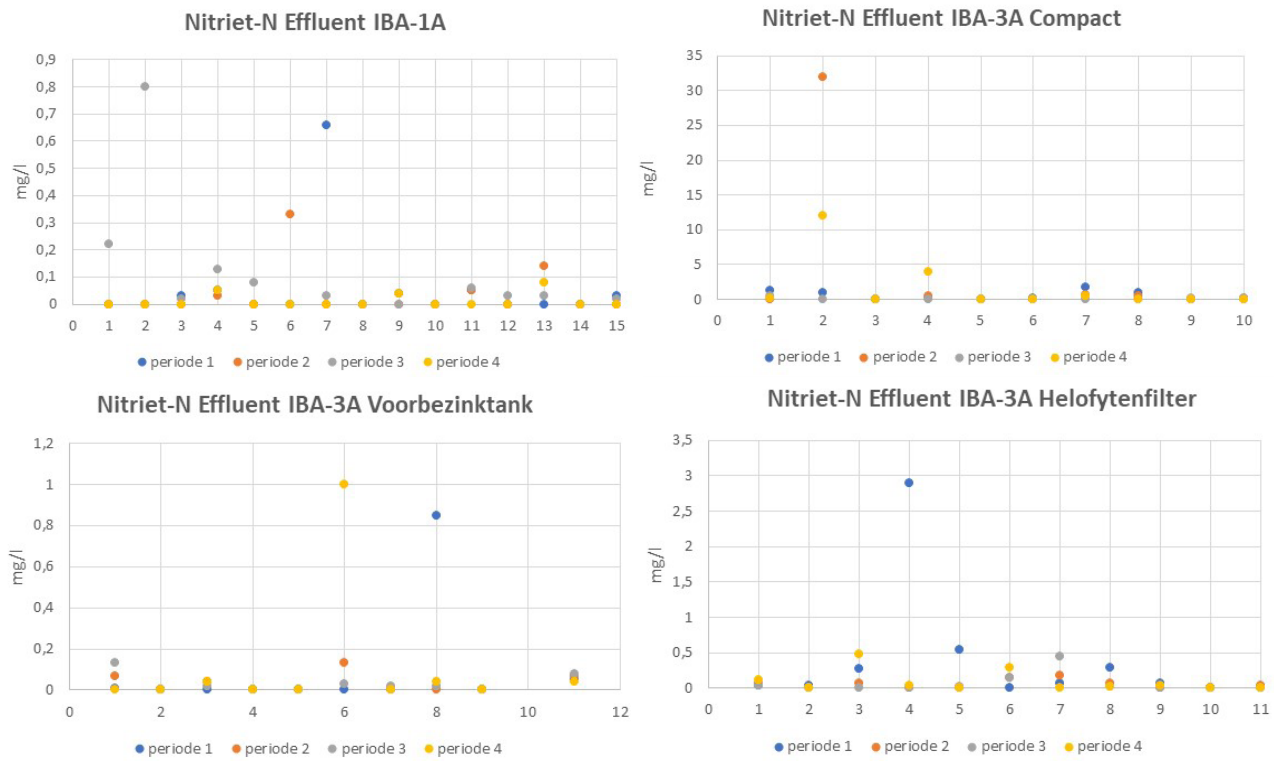 Nitriet-N Effluent IBA-1A
0,9
0,8
0,7
0,6
0,5
0,4
0,3
0,2
0,1
0
mg/l
0 1 2 3 4 5 6 7 8 9 10 11 12 13 14 15
periode 1 periode 2 periode 3 periode 4
Nitriet-N Effluent IBA-3A Compact
35
30
25
20
15
10
5
0
mg/l
0 1 2 3 4 5 6 7 8 9 10
periode 1 periode 2 periode 3 periode 4
Nitriet-N Effluent IBA-3A Voorbezinktank
1,2
1
0,8
0,6
0,4
0,2
0
mg/l
0 2 4 6 8 10 12
periode 1 periode 2 periode 3 periode 4
Nitriet-N Effluent IBA-3A Helofytenfilter
3,5
3
2,5
2
1,5
1
0,5
0
mg/l
0 1 2 3 4 5 6 7 8 9 10 11
periode 1 periode 2 periode 3 periode 4